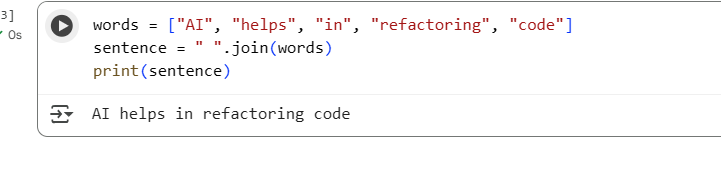 3]
0s
words = ["AI", "helps", "in", "refactoring", "code"]
sentence = " ".join(words)
print(sentence)
AI helps in refactoring code